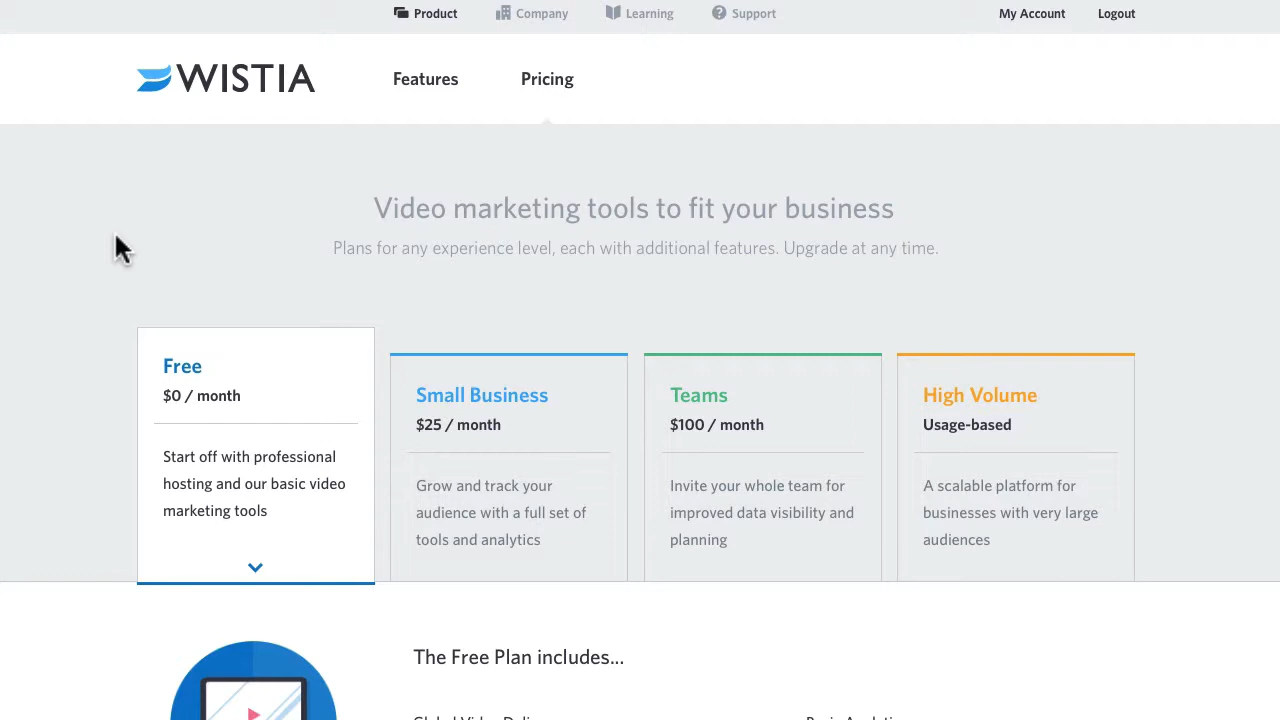 Product Company Learning Support My Account Logout
WISTIA Features Pricing
Video marketing tools to fit your business
Plans for any experience level, each with additional features. Upgrade at any time.
Free
$0 / month
Start off with professional
hosting and our basic video
marketing tools
Small Business
$25 / month
Grow and track your
audience with a full set of
tools and analytics
Teams
$100 / month
Invite your whole team for
improved data visibility and
planning
High Volume
Usage-based
A scalable platform for
businesses with very large
audiences
The Free Plan includes...